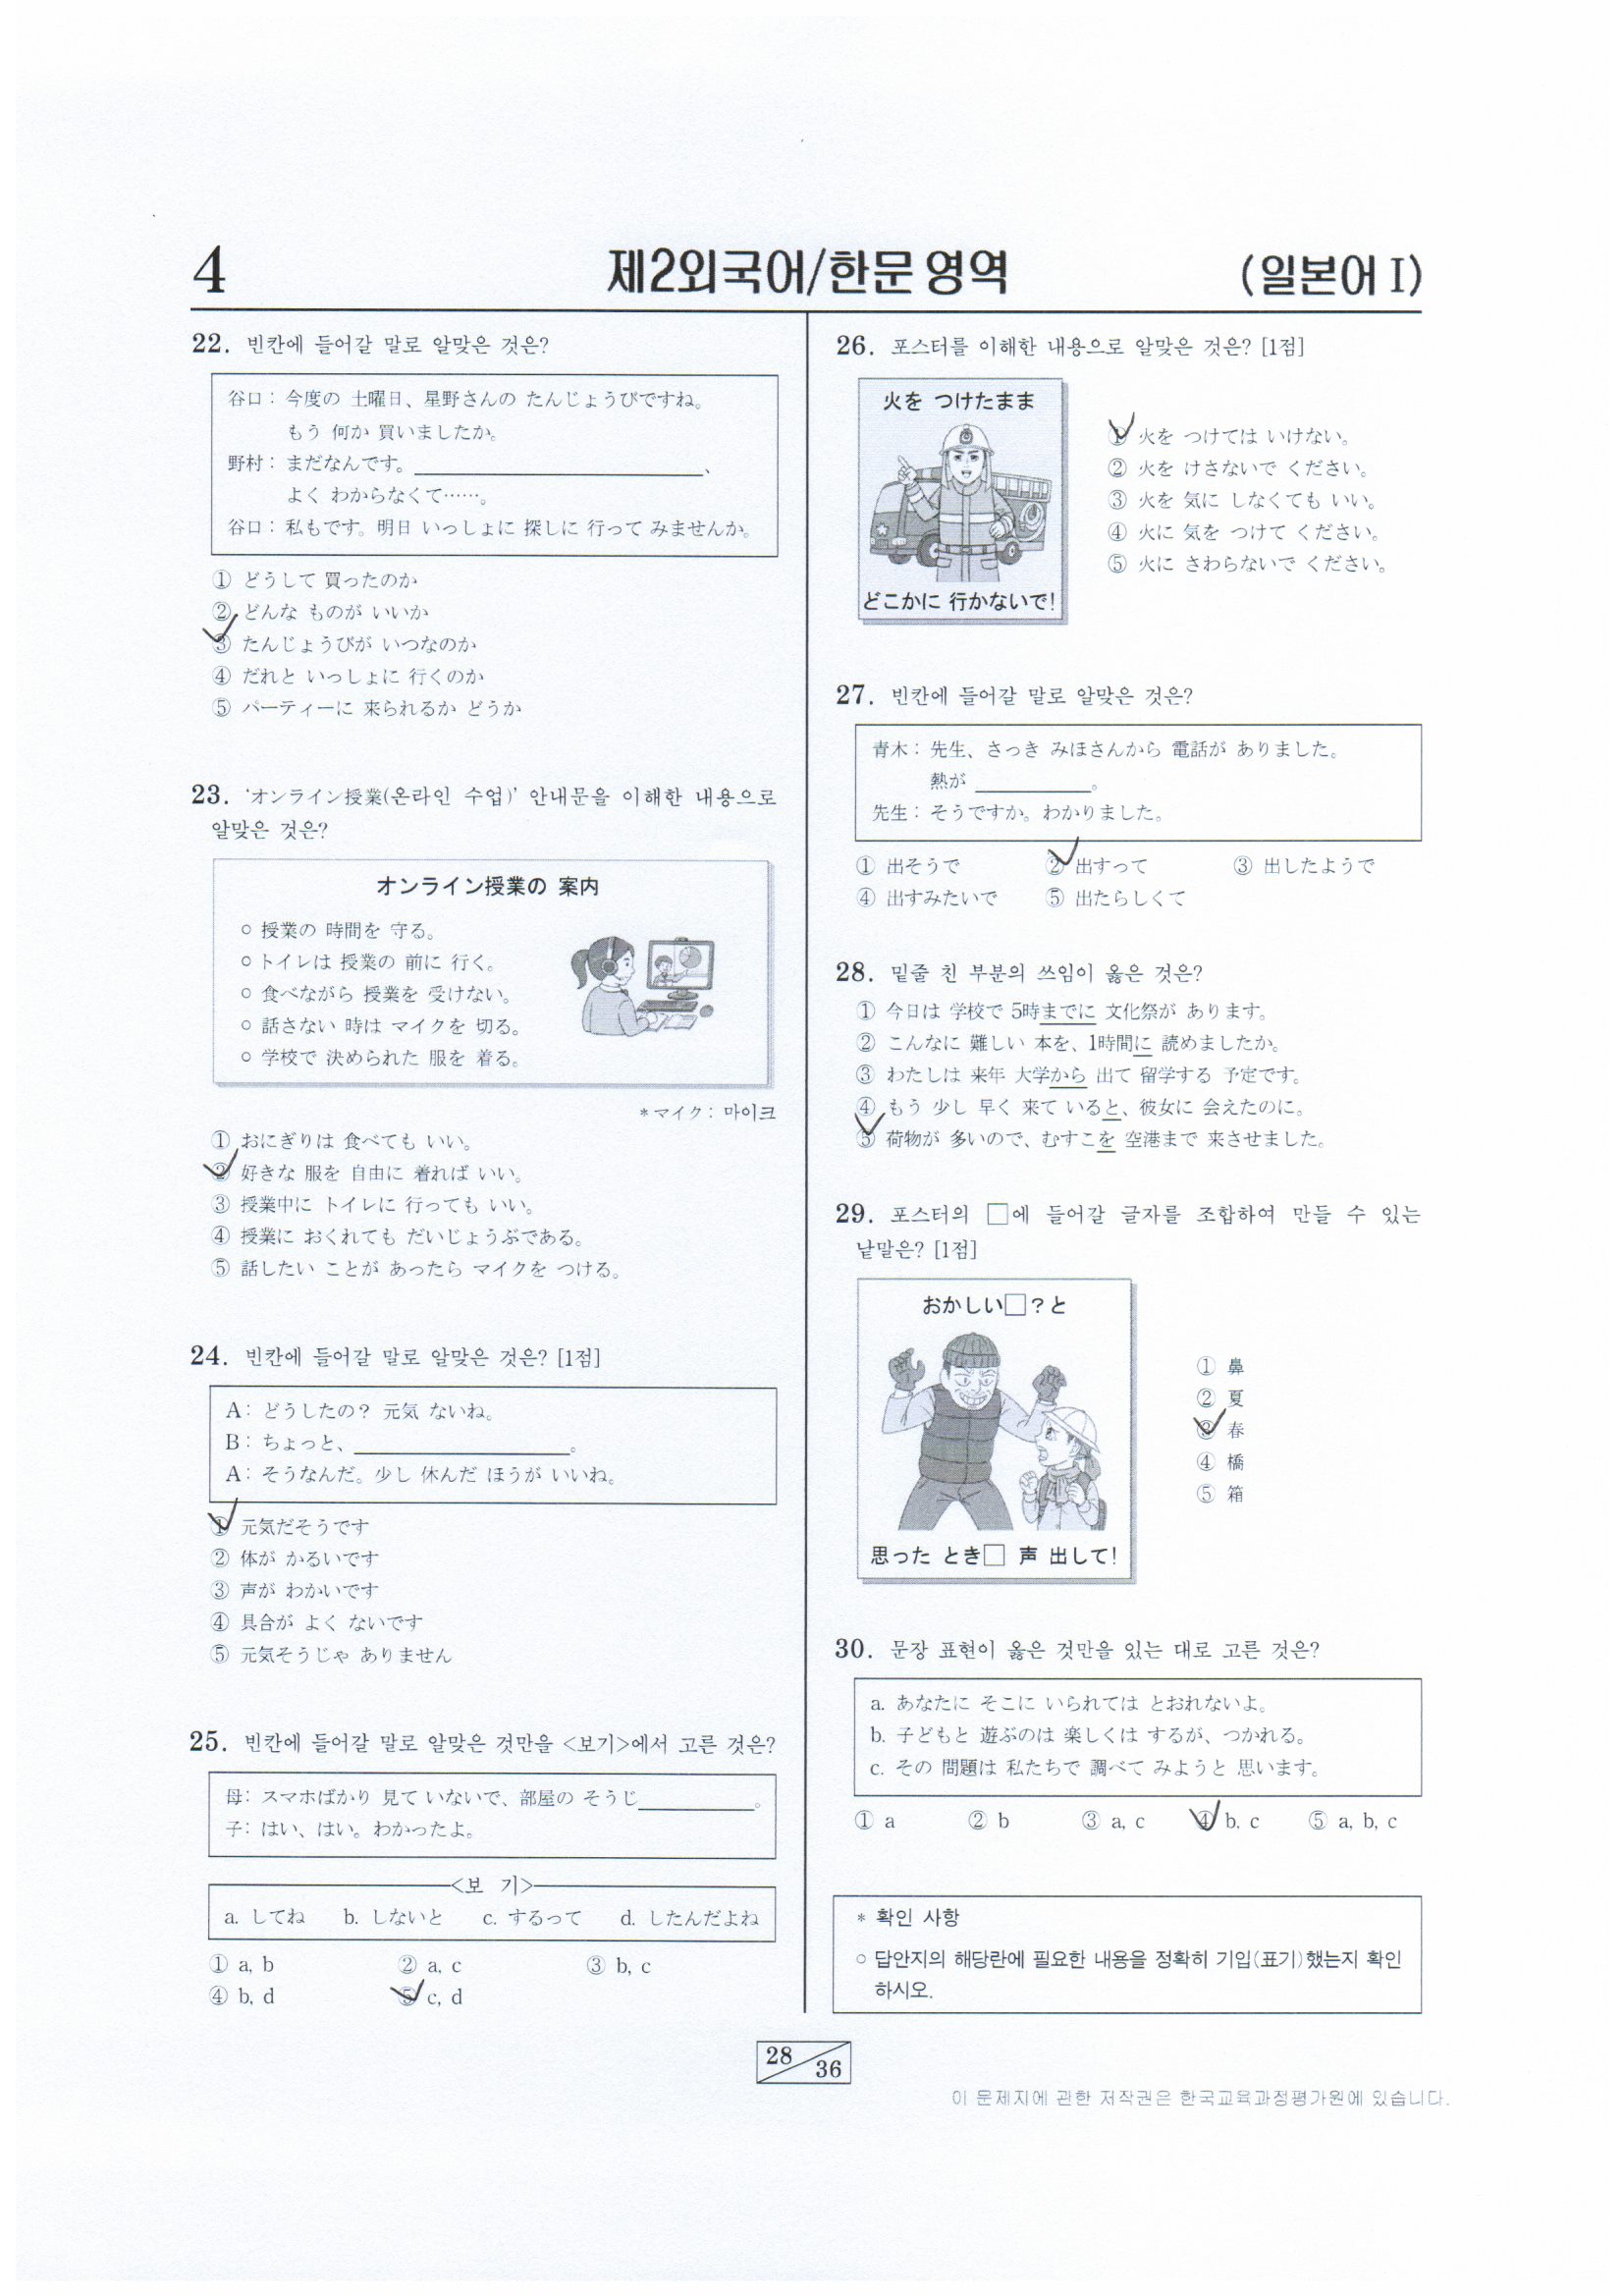 4
제2외국어/한문 영역
(일본어 I)
22. 빈칸에 들어갈 말로 알맞은 것은?
谷口 : 今度の 土曜日、星野さんの たんじょうびですね。
もう 何か 買いましたか。
野村 : まだなんです。____________________、
よく わからなくて……。
谷口 : 私もです。明日 いっしょに 探しに 行って みませんか。
① どうして 買ったのか
② どんな ものが いいか
③ たんじょうびが いつなのか
④ だれと いっしょに 行くのか
⑤ パーティーに 来られるか どうか
23. ‘オンライン授業(온라인 수업)’ 안내문을 이해한 내용으로
알맞은 것은?
オンライン授業の 案内
○ 授業の 時間を 守る。
○ トイレは 授業の 前に 行く。
○ 食べながら 授業を 受けない。
○ 話さない 時は マイクを 切る。
○ 学校で 決められた 服を 着る。
* マイク : 마이크
① おにぎりは 食べても いい。
② 好きな 服を 自由に 着れば いい。
③ 授業中に トイレに 行っても いい。
④ 授業に おくれても だいじょうぶである。
⑤ 話したい ことが あったら マイクを つける。
24. 빈칸에 들어갈 말로 알맞은 것은? [1점]
A : どうしたの？ 元気 ないね。
B : ちょっと、____________________。
A : そうなんだ。少し 休んだ ほうが いいね。
① 元気だそうです
② 体が かるいです
③ 声が わかいです
④ 具合が よく ないです
⑤ 元気そうじゃ ありません
25. 빈칸에 들어갈 말로 알맞은 것만을 <보기>에서 고른 것은?
母 : スマホばかり 見て いないで、部屋の そうじ__________。
子 : はい、はい。わかったよ。
<보 기>
a. してね b. しないと c. するって d. したんだよね
① a, b ② a, c ③ b, c
④ b, d ⑤ c, d
26. 포스터를 이해한 내용으로 알맞은 것은? [1점]
火を つけたまま
どこかに 行かないで！
① 火を つけては いけない。
② 火を けさないで ください。
③ 火を 気に しなくても いい。
④ 火に 気を つけて ください。
⑤ 火に さわらないで ください。
27. 빈칸에 들어갈 말로 알맞은 것은?
青木 : 先生、さっき みほさんから 電話が ありました。
熱が __________。
先生 : そうですか。わかりました。
① 出そうで ② 出すって ③ 出したようで
④ 出すみたいで ⑤ 出たらしくて
28. 밑줄 친 부분의 쓰임이 옳은 것은?
① 今日は 学校で 5時までに 文化祭が あります。
② こんなに 難しい 本を、1時間に 読めましたか。
③ わたしは 来年 大学から 出て 留学する 予定です。
④ もう 少し 早く 来て いると、彼女に 会えたのに。
⑤ 荷物が 多いので、むすこを 空港まで 来させました。
29. 포스터의 □에 들어갈 글자를 조합하여 만들 수 있는
낱말은? [1점]
おかしい□？と
思った とき□ 声 出して！
① 鼻
② 夏
③ 春
④ 橋
⑤ 箱
30. 문장 표현이 옳은 것만을 있는 대로 고른 것은?
a. あなたに そこに いられては とおれないよ。
b. 子どもと 遊ぶのは 楽しくは するが、つかれる。
c. その 問題は 私たちで 調べて みようと 思います。
① a ② b ③ a, c ④ b, c ⑤ a, b, c
* 확인 사항
○ 답안지의 해당란에 필요한 내용을 정확히 기입(표기)했는지 확인
하시오.
28
36
이 문제지에 관한 저작권은 한국교육과정평가원에 있습니다.